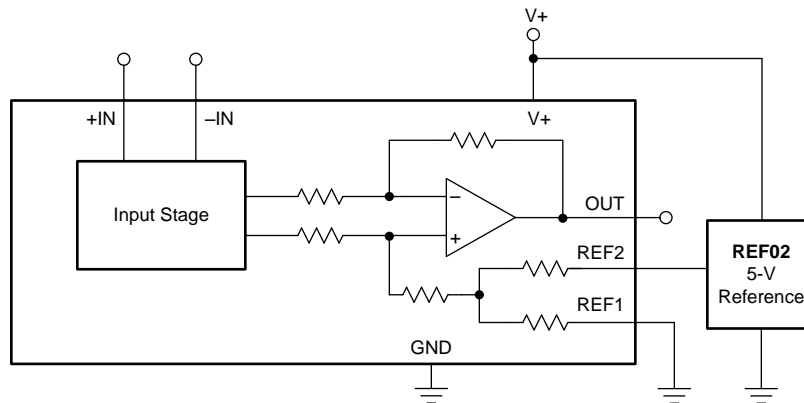 V+
+IN
–IN
V+
Input Stage
–
+
OUT
REF2
REF1
GND
REF02
5-V
Reference